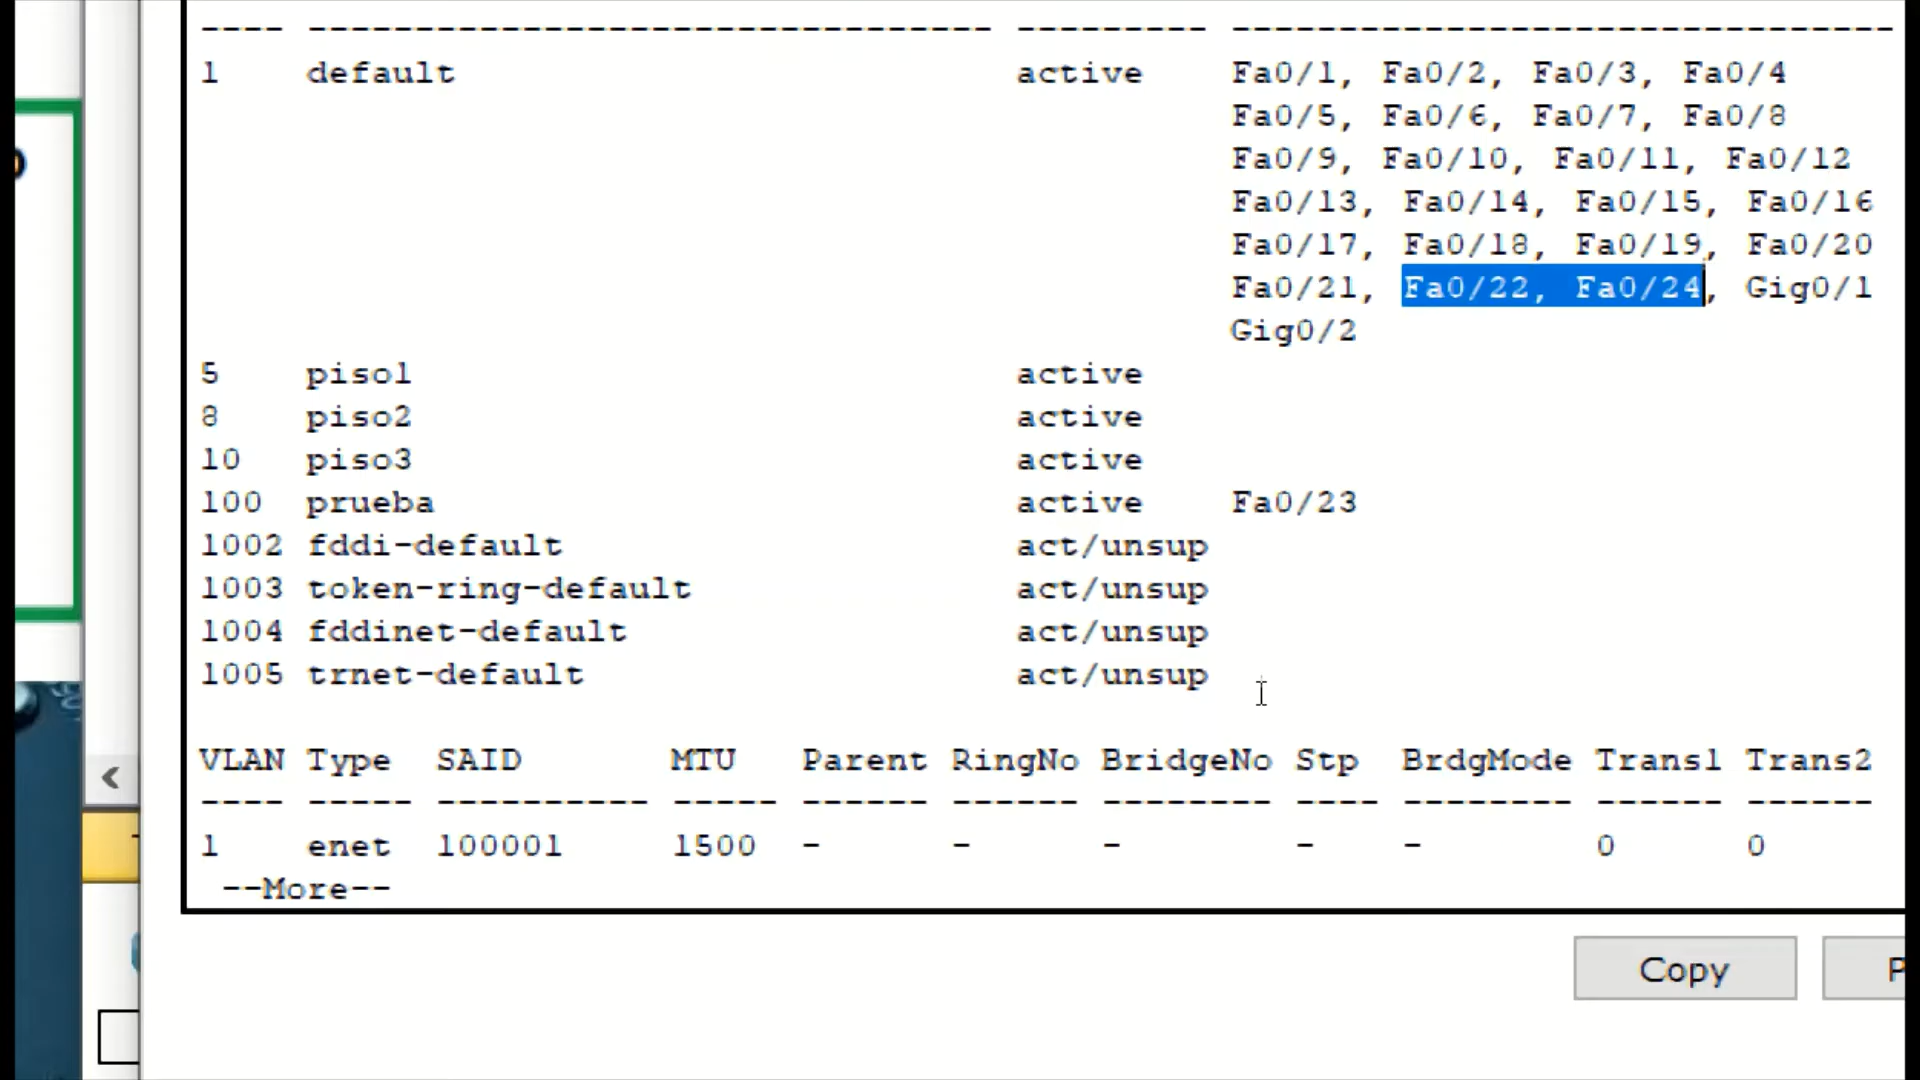 ---- -------------------------------- --------- -------------------------------
1 default active Fa0/1, Fa0/2, Fa0/3, Fa0/4
Fa0/5, Fa0/6, Fa0/7, Fa0/8
Fa0/9, Fa0/10, Fa0/11, Fa0/12
Fa0/13, Fa0/14, Fa0/15, Fa0/16
Fa0/17, Fa0/18, Fa0/19, Fa0/20
Fa0/21, Fa0/22, Fa0/24, Gig0/1
Gig0/2
5 piso1 active
8 piso2 active
10 piso3 active
100 prueba active Fa0/23
1002 fddi-default act/unsup
1003 token-ring-default act/unsup
1004 fddinet-default act/unsup
1005 trnet-default act/unsup
VLAN Type SAID MTU Parent RingNo BridgeNo Stp BrdgMode Trans1 Trans2
---- ----- ---------- ----- ------ ------ -------- ---- -------- ------ ------
1 enet 100001 1500 - - - - - 0 0
--More--
Copy